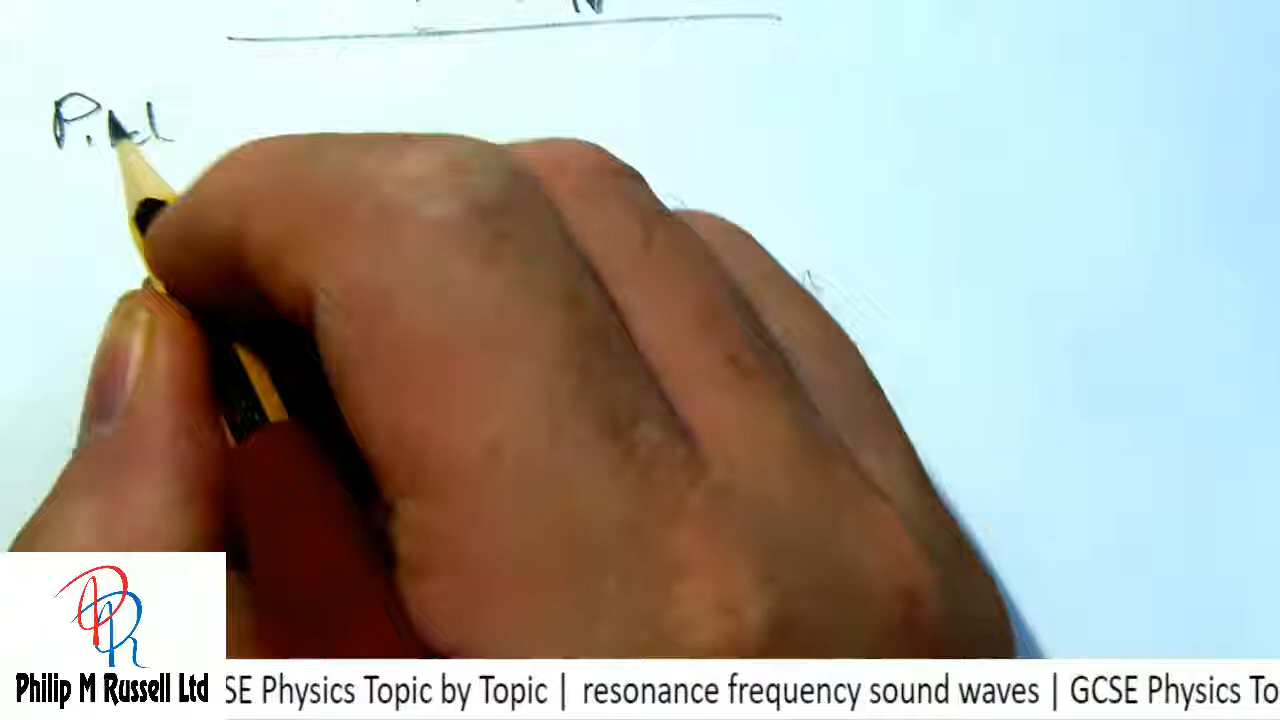 Philip M Russell Ltd
SE Physics Topic by Topic | resonance frequency sound waves | GCSE Physics To